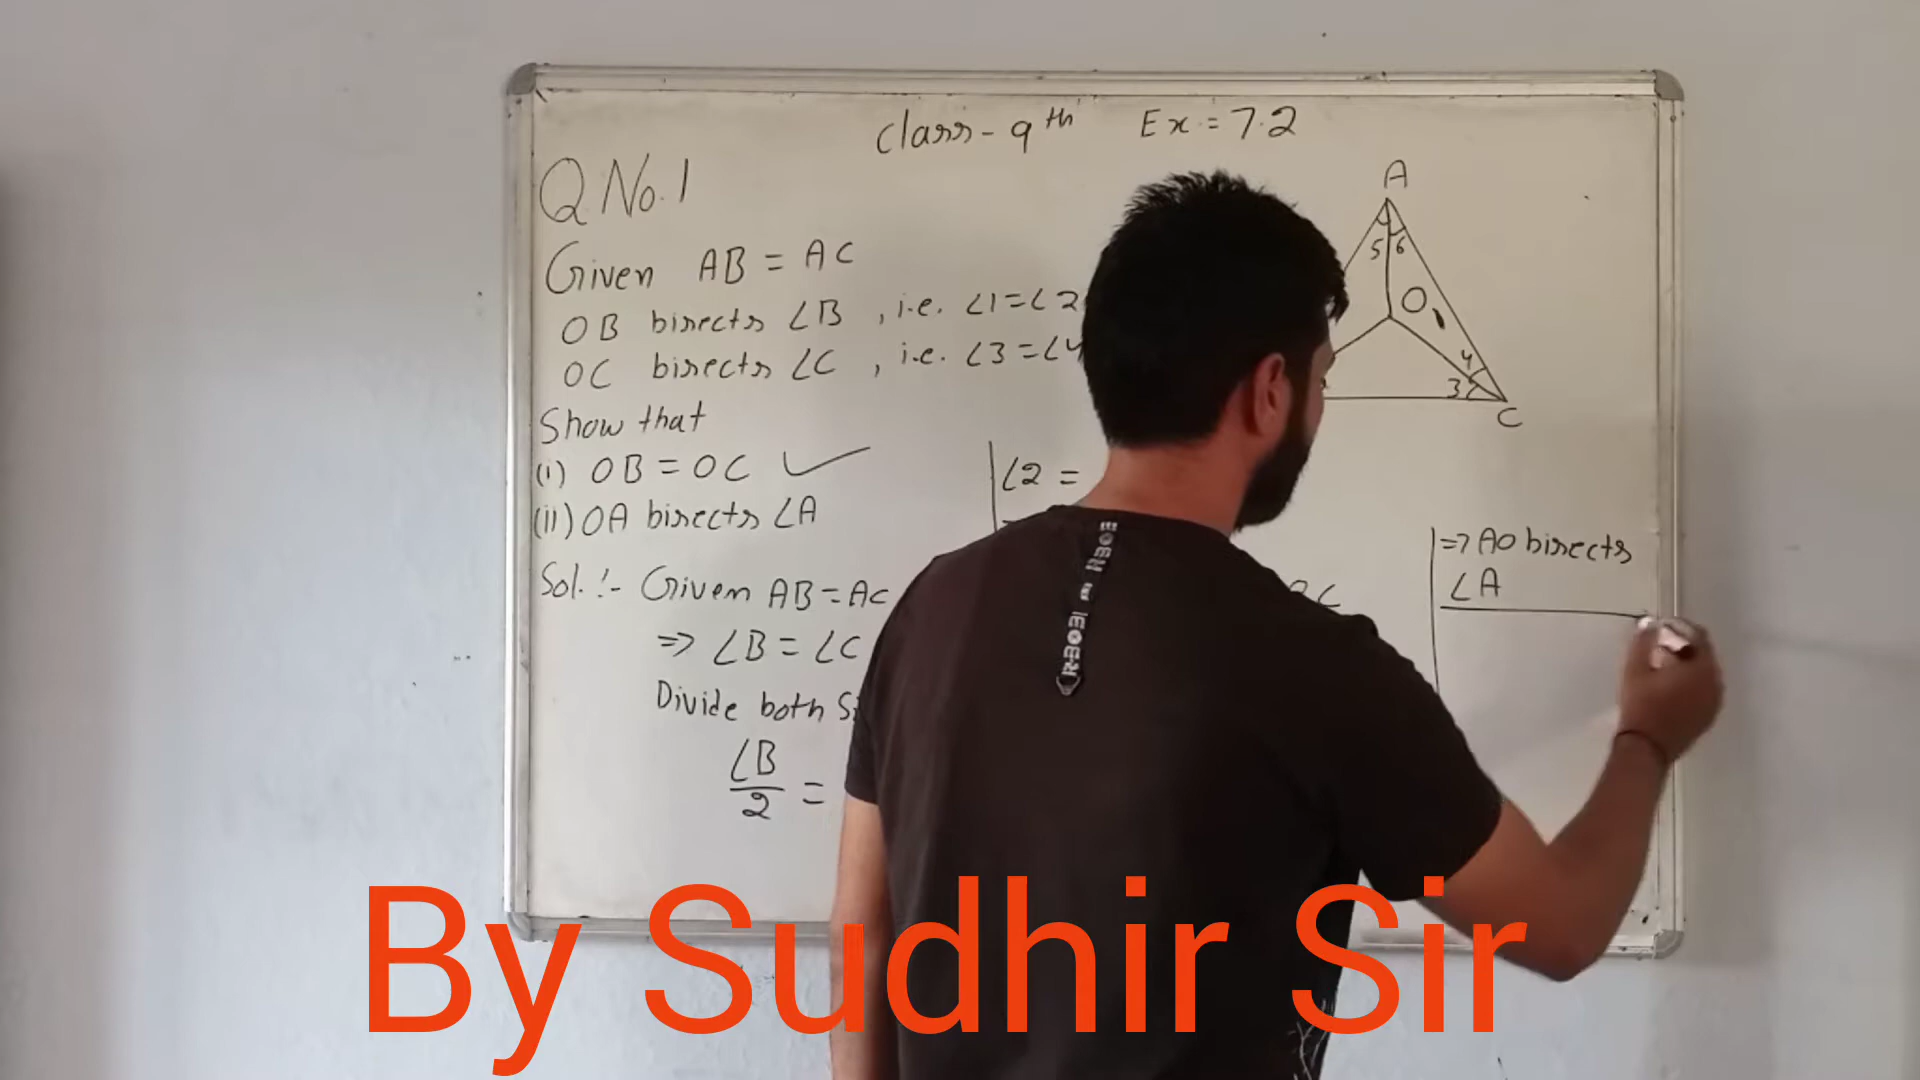 Class - 9th Ex = 7.2
Q.No.1
Given AB = AC
OB bisects ∠B , i.e. ∠1=∠2
OC bisects ∠C , i.e. ∠3=∠4
Show that
(i) OB = OC ✓
(ii) OA bisects ∠A
Sol. :- Given AB = AC
=> ∠B = ∠C
Divide both
∠B/2 =
∠2 =
=> AO bisects
∠A
A
5 6
O
4
3
C
By Sudhir Sir